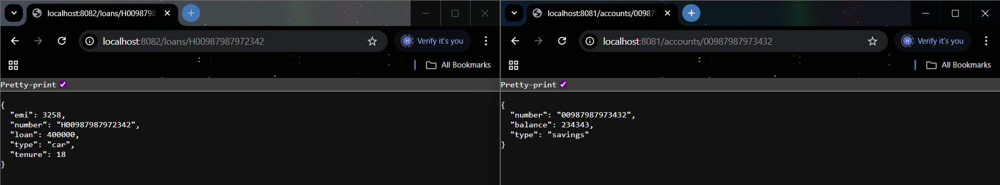 localhost:8082/loans/H0098798
localhost:8082/loans/H00987987972342
H
Verify it's you
All Bookmarks
Pretty-print
{
  "emi": 3258,
  "number": "H00987987972342",
  "loan": 400000,
  "type": "car",
  "tenure": 18
}
localhost:8081/accounts/00987
localhost:8081/accounts/00987987973432
H
Verify it's you
All Bookmarks
Pretty-print
{
  "number": "00987987973432",
  "balance": 234343,
  "type": "savings"
}